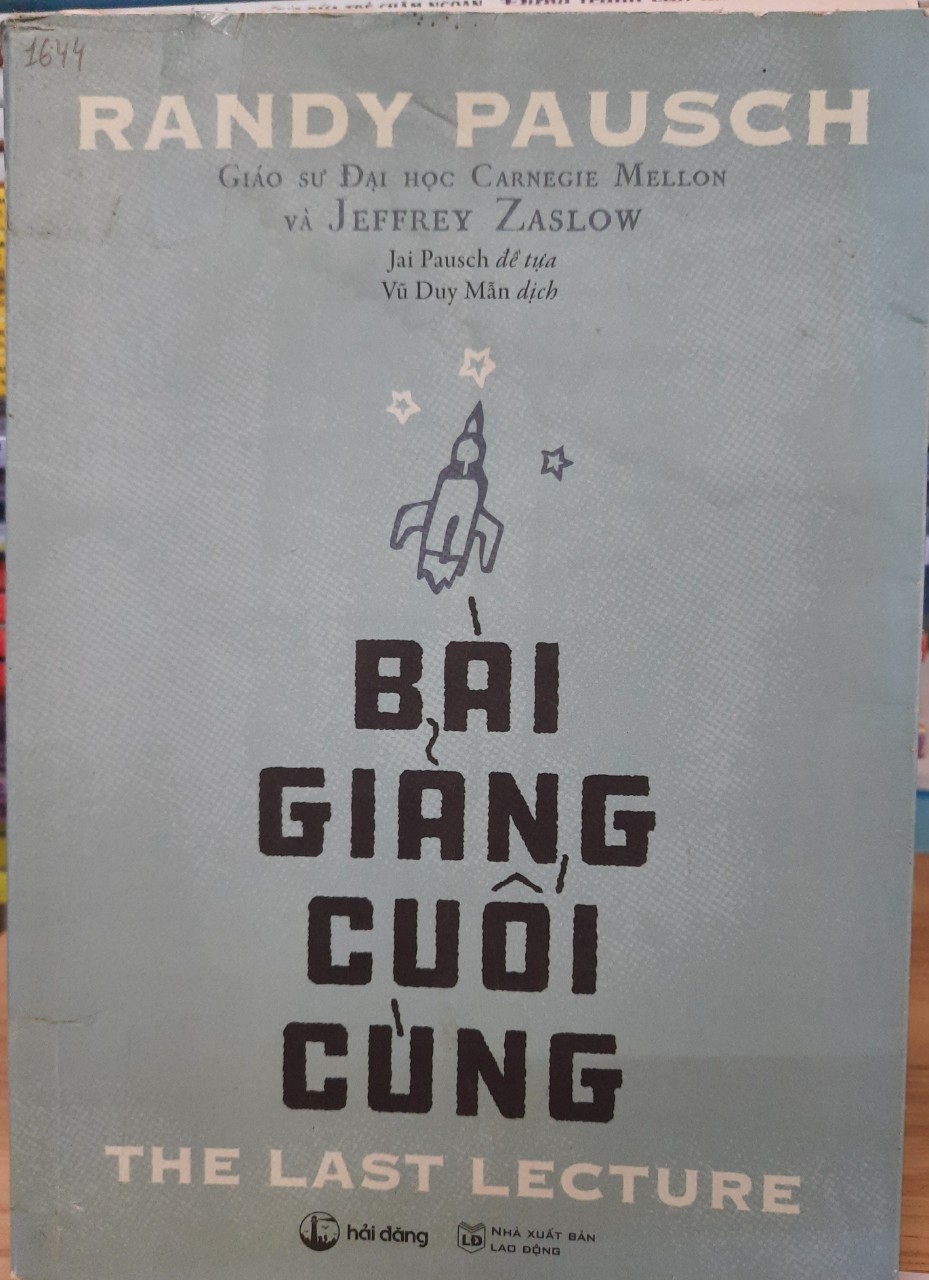 1644
RANDY PAUSCH
GIÁO SƯ ĐẠI HỌC CARNEGIE MELLON
VÀ JEFFREY ZASLOW
Jai Pausch đề tựa
Vũ Duy Mẫn dịch
BÀI
GIẢNG
CUỐI
CÙNG
THE LAST LECTURE
hải đăng
LĐ
NHÀ XUẤT BẢN
LAO ĐỘNG